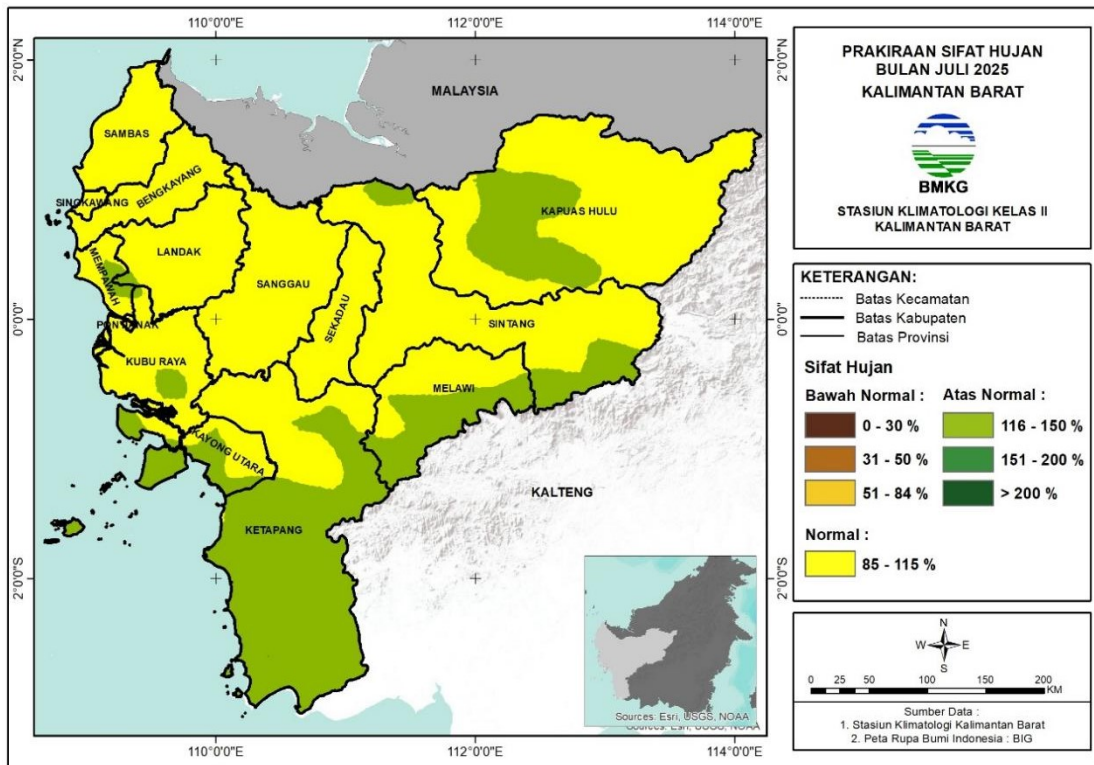 110°0'0"E
112°0'0"E
114°0'0"E
2°0'0"N
0°0'0"
2°0'0"S
MALAYSIA
SAMBAS
SINGKAWANG
BENGKAYANG
KAPUAS HULU
LANDAK
MEMPAWAH
SANGGAU
SEKADAU
SINTANG
PONTIANAK
KUBU RAYA
MELAWI
KAYONG UTARA
KALTENG
KETAPANG
Sources: Esri, USGS, NOAA
Sources: Esri, USGS, NOAA
2°0'0"N
0°0'0"
2°0'0"S
110°0'0"E
112°0'0"E
114°0'0"E
PRAKIRAAN SIFAT HUJAN
BULAN JULI 2025
KALIMANTAN BARAT
BMKG
STASIUN KLIMATOLOGI KELAS II
KALIMANTAN BARAT
KETERANGAN:
Batas Kecamatan
Batas Kabupaten
Batas Provinsi
Sifat Hujan
Bawah Normal : Atas Normal :
0 - 30 % 116 - 150 %
31 - 50 % 151 - 200 %
51 - 84 % > 200 %
Normal :
85 - 115 %
N
W E
S
0 25 50 100 150 200
KM
Sumber Data :
1. Stasiun Klimatologi Kalimantan Barat
2. Peta Rupa Bumi Indonesia : BIG